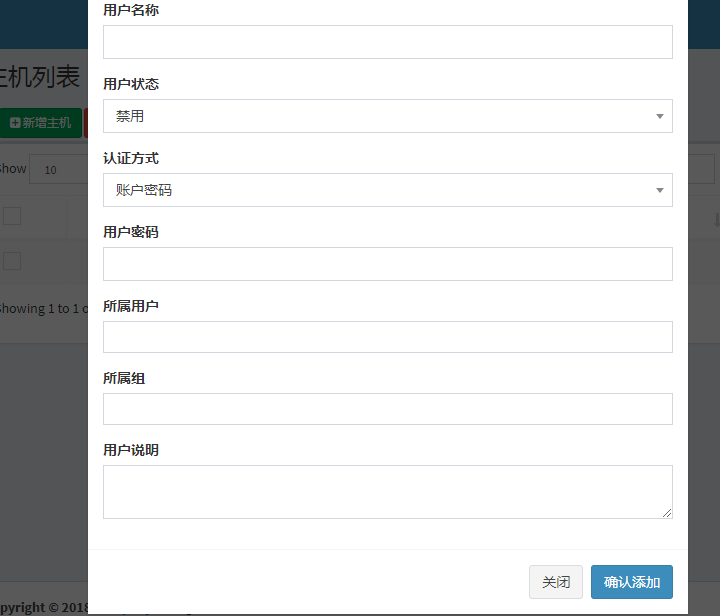 用户名称
用户状态
禁用
认证方式
账户密码
用户密码
所属用户
所属组
用户说明
关闭
确认添加
主机列表
新增主机
Show 10
Showing 1 to 1
pyright © 2018